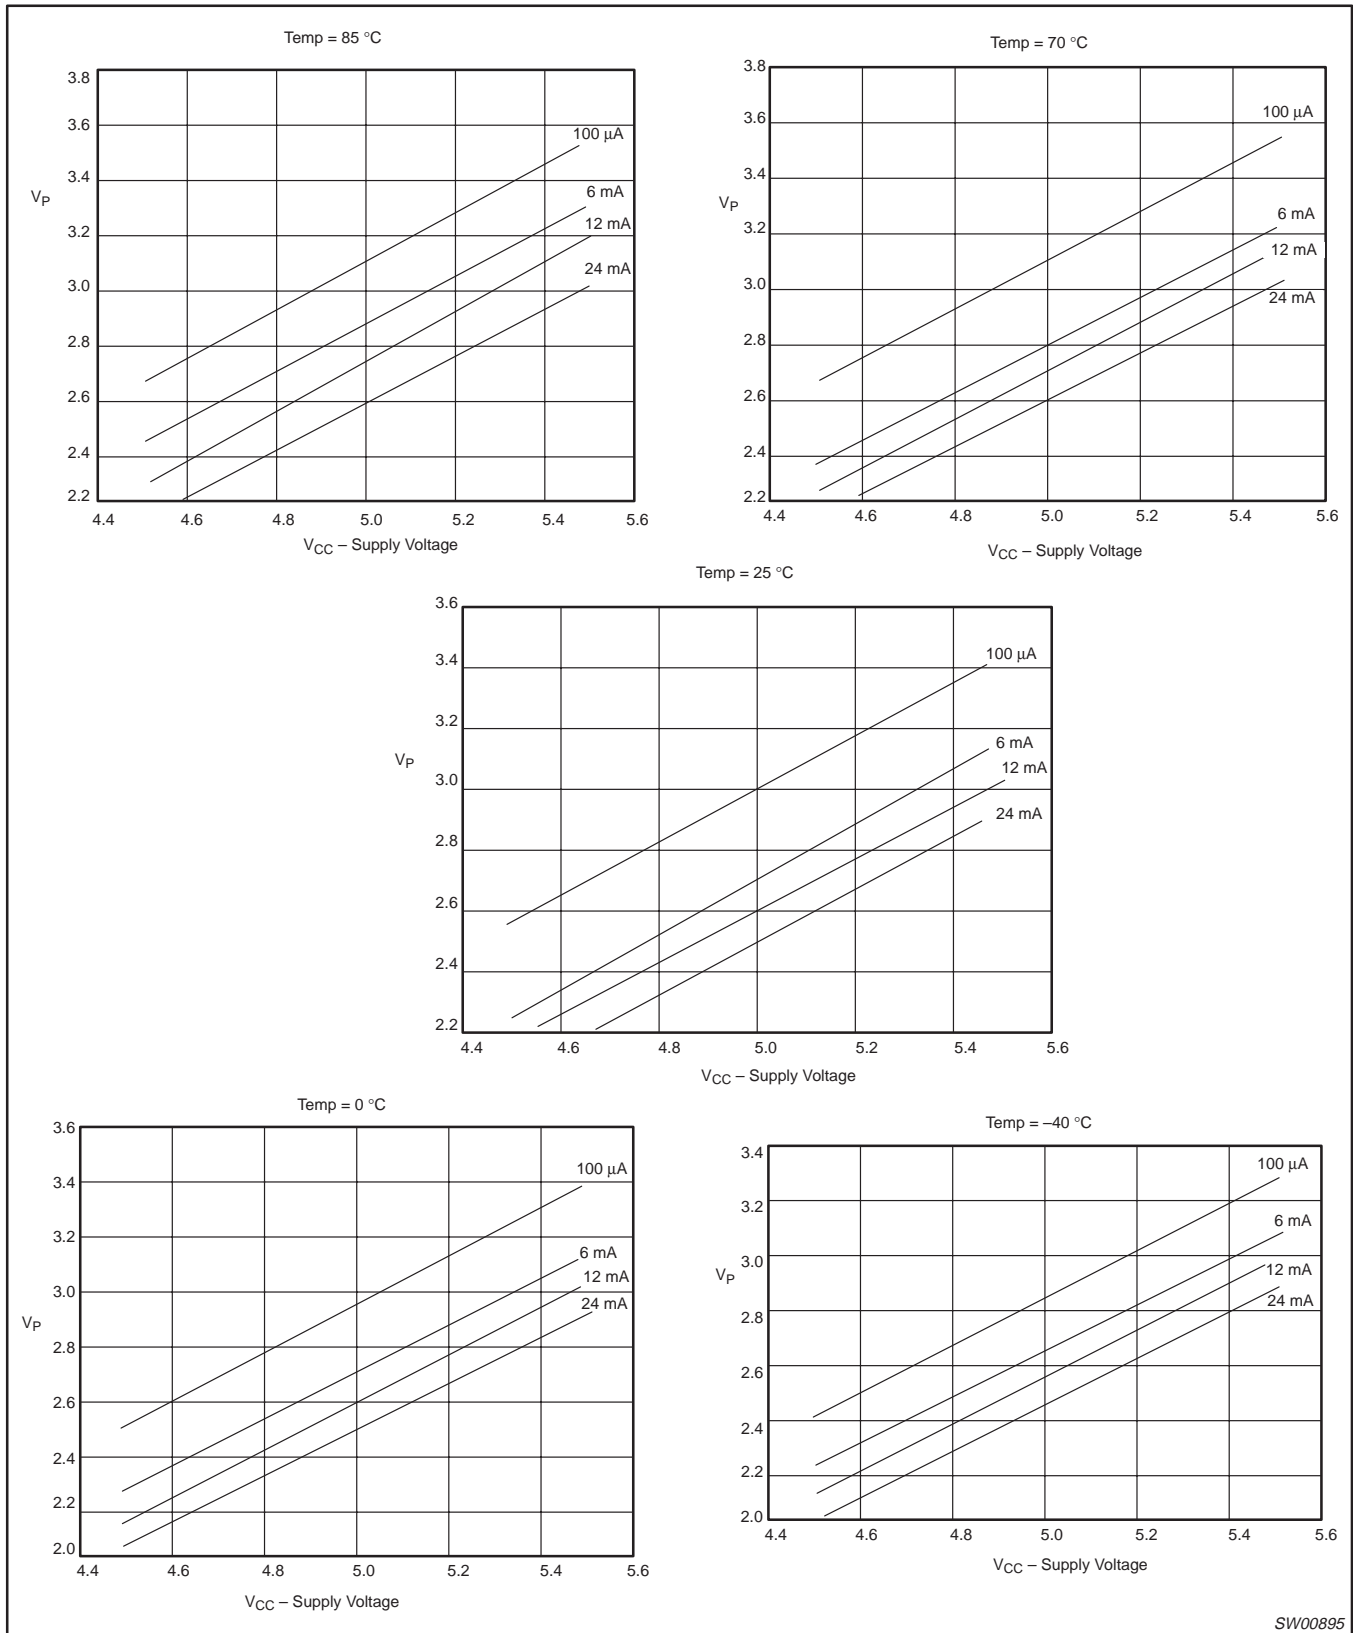 Temp = 85 °C
3.8
3.6
3.4
3.2
3.0
2.8
2.6
2.4
2.2
VP
100 µA
6 mA
12 mA
24 mA
4.4 4.6 4.8 5.0 5.2 5.4 5.6
VCC – Supply Voltage
Temp = 70 °C
3.8
3.6
3.4
3.2
3.0
2.8
2.6
2.4
2.2
VP
100 µA
6 mA
12 mA
24 mA
4.4 4.6 4.8 5.0 5.2 5.4 5.6
VCC – Supply Voltage
Temp = 25 °C
3.6
3.4
3.2
3.0
2.8
2.6
2.4
2.2
VP
100 µA
6 mA
12 mA
24 mA
4.4 4.6 4.8 5.0 5.2 5.4 5.6
VCC – Supply Voltage
Temp = 0 °C
3.6
3.4
3.2
3.0
2.8
2.6
2.4
2.2
2.0
VP
100 µA
6 mA
12 mA
24 mA
4.4 4.6 4.8 5.0 5.2 5.4 5.6
VCC – Supply Voltage
Temp = –40 °C
3.4
3.2
3.0
2.8
2.6
2.4
2.2
2.0
VP
100 µA
6 mA
12 mA
24 mA
4.4 4.6 4.8 5.0 5.2 5.4 5.6
VCC – Supply Voltage
SW00895